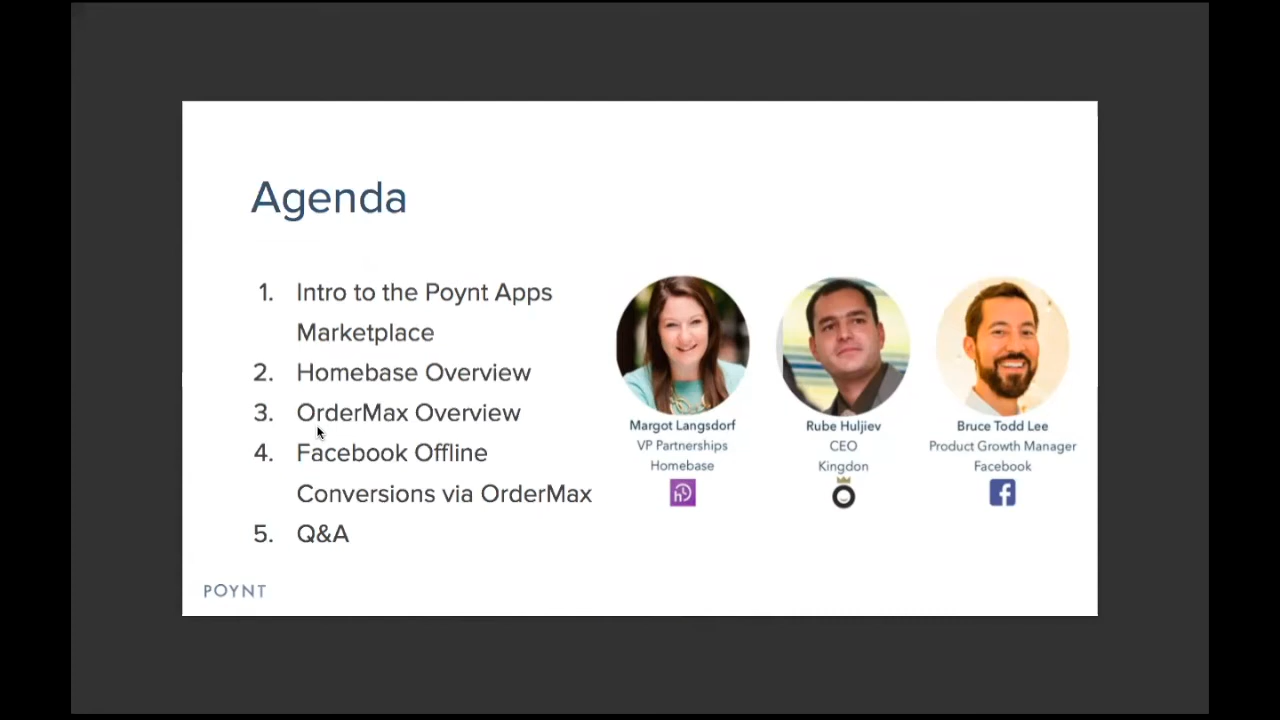 Agenda
1. Intro to the Poynt Apps
Marketplace
2. Homebase Overview
3. OrderMax Overview
4. Facebook Offline
Conversions via OrderMax
5. Q&A
Margot Langsdorf
VP Partnerships
Homebase
Rube Huljiev
CEO
Kingdon
Bruce Todd Lee
Product Growth Manager
Facebook
POYNT